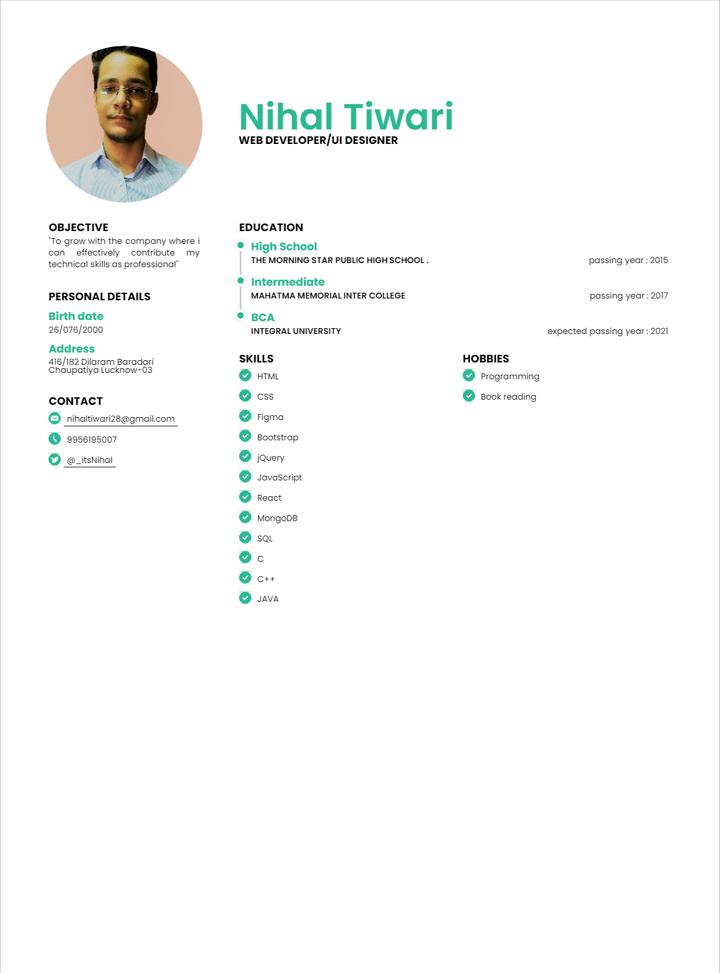 Nihal Tiwari
WEB DEVELOPER/UI DESIGNER
OBJECTIVE
"To grow with the company where i
can effectively contribute my
technical skills as professional"
PERSONAL DETAILS
Birth date
26/076/2000
Address
416/182 Dilaram Baradari
Chaupatiya Lucknow-03
CONTACT
nihaltiwari28@gmail.com
9956195007
@_itsNihal
EDUCATION
High School
THE MORNING STAR PUBLIC HIGH SCHOOL . passing year : 2015
Intermediate
MAHATMA MEMORIAL INTER COLLEGE passing year : 2017
BCA
INTEGRAL UNIVERSITY expected passing year : 2021
SKILLS
HTML
CSS
Figma
Bootstrap
jQuery
JavaScript
React
MongoDB
SQL
C
C++
JAVA
HOBBIES
Programming
Book reading